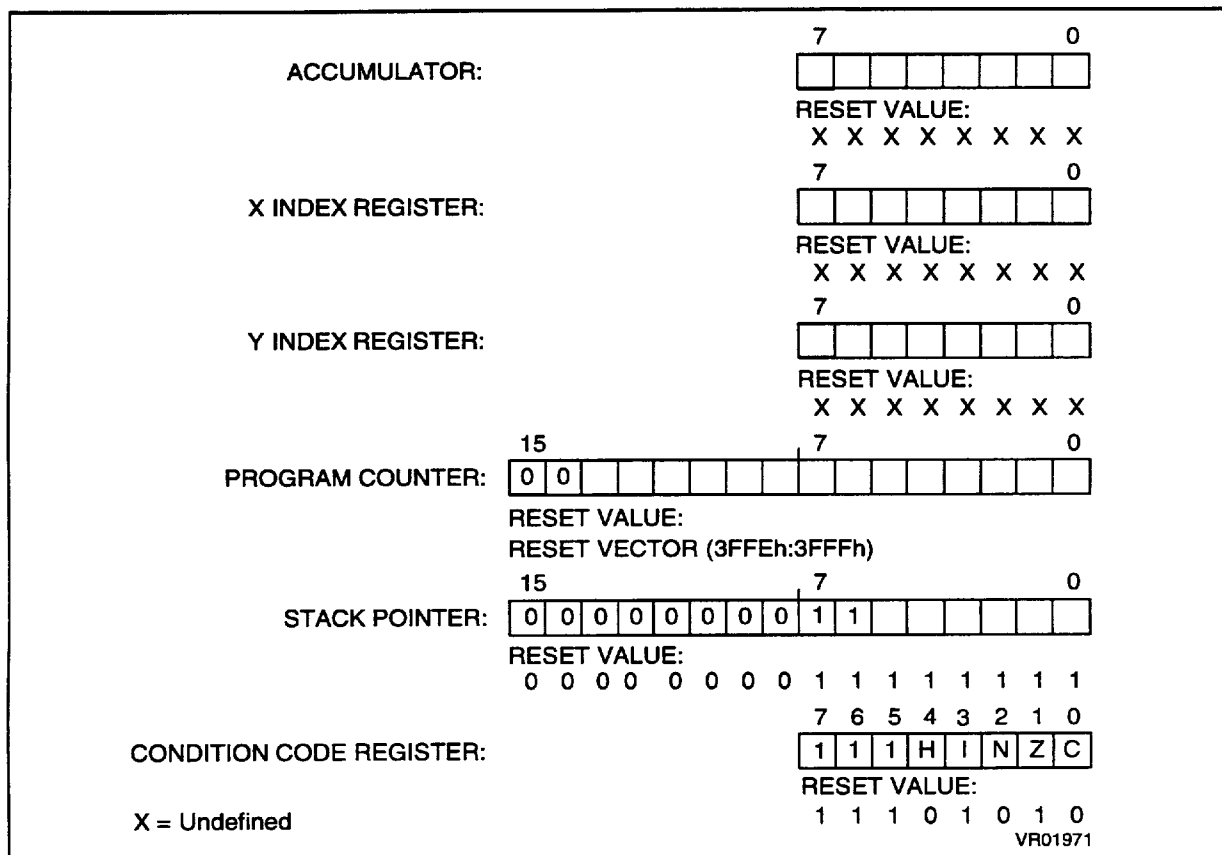 7 0
ACCUMULATOR:
RESET VALUE:
X X X X X X X X
7 0
X INDEX REGISTER:
RESET VALUE:
X X X X X X X X
7 0
Y INDEX REGISTER:
RESET VALUE:
X X X X X X X X
15 7 0
PROGRAM COUNTER: 0 0
RESET VALUE:
RESET VECTOR (3FFEh:3FFFh)
15 7 0
STACK POINTER: 0 0 0 0 0 0 0 0 1 1
RESET VALUE:
0 0 0 0 0 0 0 0 1 1 1 1 1 1 1 1
7 6 5 4 3 2 1 0
CONDITION CODE REGISTER: 1 1 1 H I N Z C
RESET VALUE:
X = Undefined 1 1 1 0 1 0 1 0
VR01971